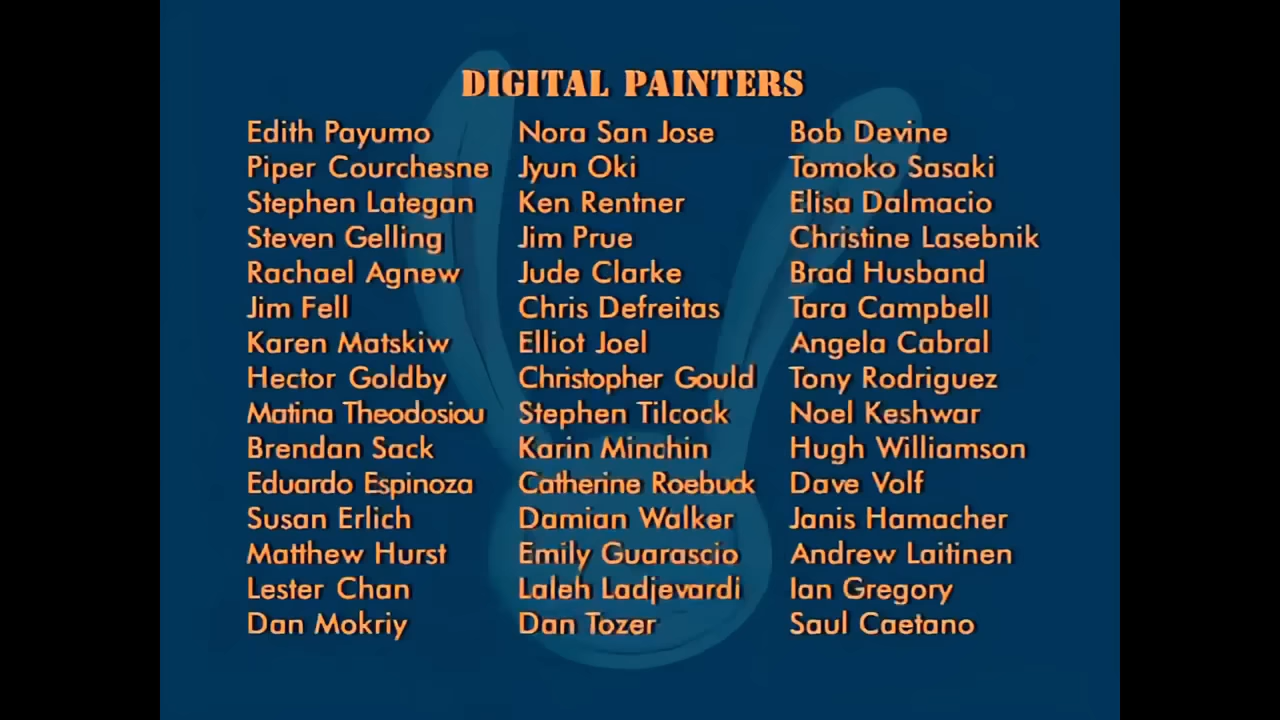 DIGITAL PAINTERS
Edith Payumo Nora San Jose Bob Devine
Piper Courchesne Jyun Oki Tomoko Sasaki
Stephen Lategan Ken Rentner Elisa Dalmacio
Steven Gelling Jim Prue Christine Lasebnik
Rachael Agnew Jude Clarke Brad Husband
Jim Fell Chris Defreitas Tara Campbell
Karen Matskiw Elliot Joel Angela Cabral
Hector Goldby Christopher Gould Tony Rodriguez
Matina Theodosiou Stephen Tilcock Noel Keshwar
Brendan Sack Karin Minchin Hugh Williamson
Eduardo Espinoza Catherine Roebuck Dave Volf
Susan Erlich Damian Walker Janis Hamacher
Matthew Hurst Emily Guarascio Andrew Laitinen
Lester Chan Laleh Ladjevardi Ian Gregory
Dan Mokriy Dan Tozer Saul Caetano